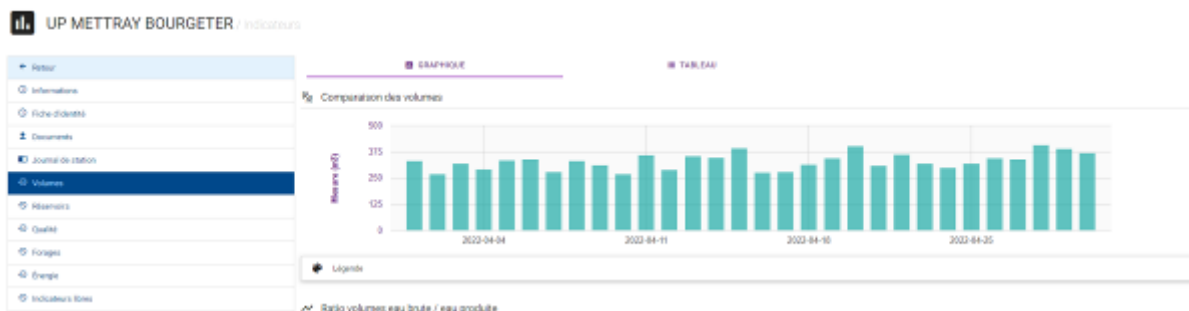 UP METTRAY BOURGETER / Indicateurs
Retour
Informations
Fiche d'identité
Documents
Journal de station
Volumes
Réservoirs
Qualité
Forages
Énergie
Indicateurs libres
GRAPHIQUE
TABLEAU
Comparaison des volumes
500
375
250
125
0
Mesure (m3)
2022-04-04
2022-04-11
2022-04-18
2022-04-25
Légende
Ratio volumes eau brute / eau produite